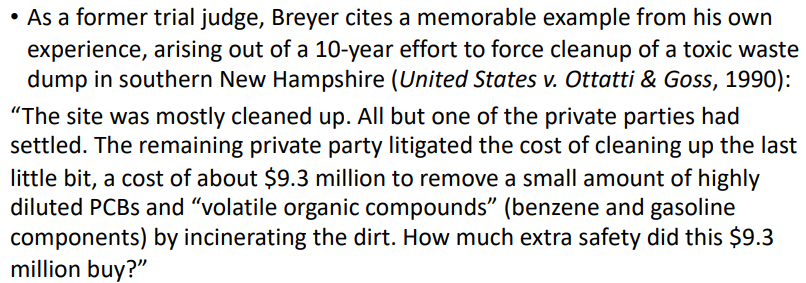 • As a former trial judge, Breyer cites a memorable example from his own
experience, arising out of a 10-year effort to force cleanup of a toxic waste
dump in southern New Hampshire (United States v. Ottatti & Goss, 1990):
“The site was mostly cleaned up. All but one of the private parties had
settled. The remaining private party litigated the cost of cleaning up the last
little bit, a cost of about $9.3 million to remove a small amount of highly
diluted PCBs and “volatile organic compounds” (benzene and gasoline
components) by incinerating the dirt. How much extra safety did this $9.3
million buy?”